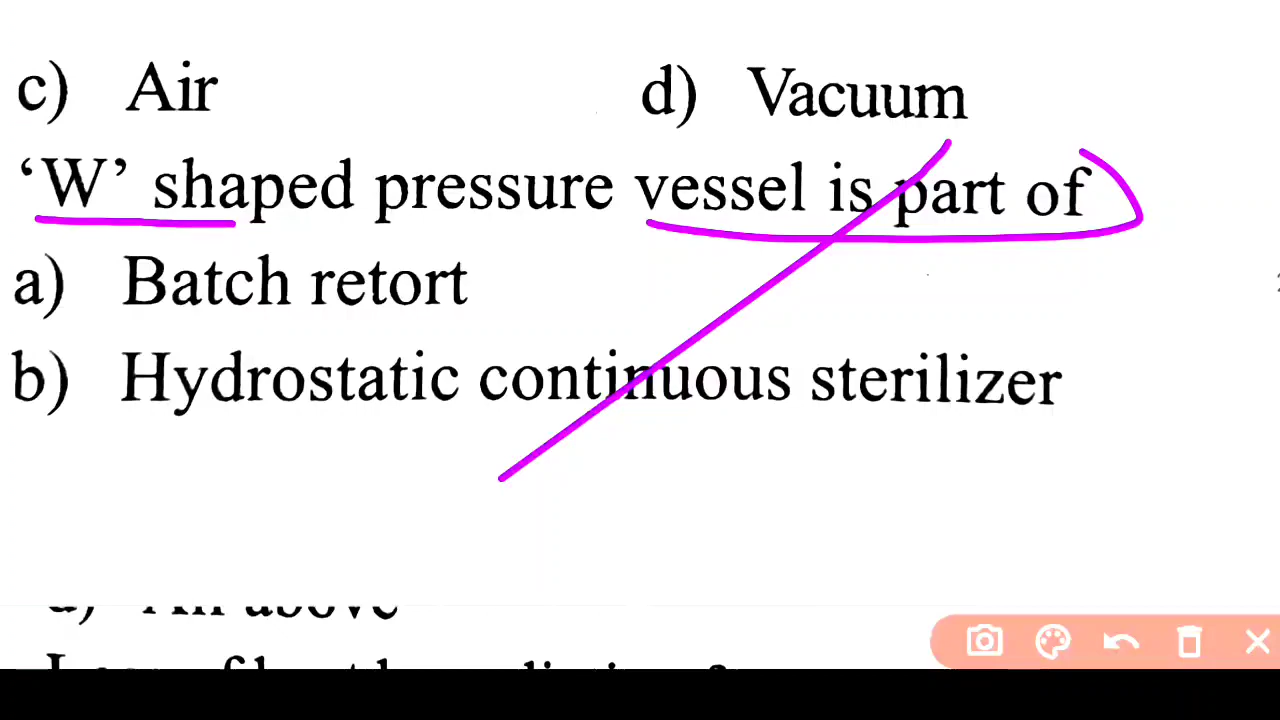 c) Air d) Vacuum
‘W’ shaped pressure vessel is part of
a) Batch retort
b) Hydrostatic continuous sterilizer